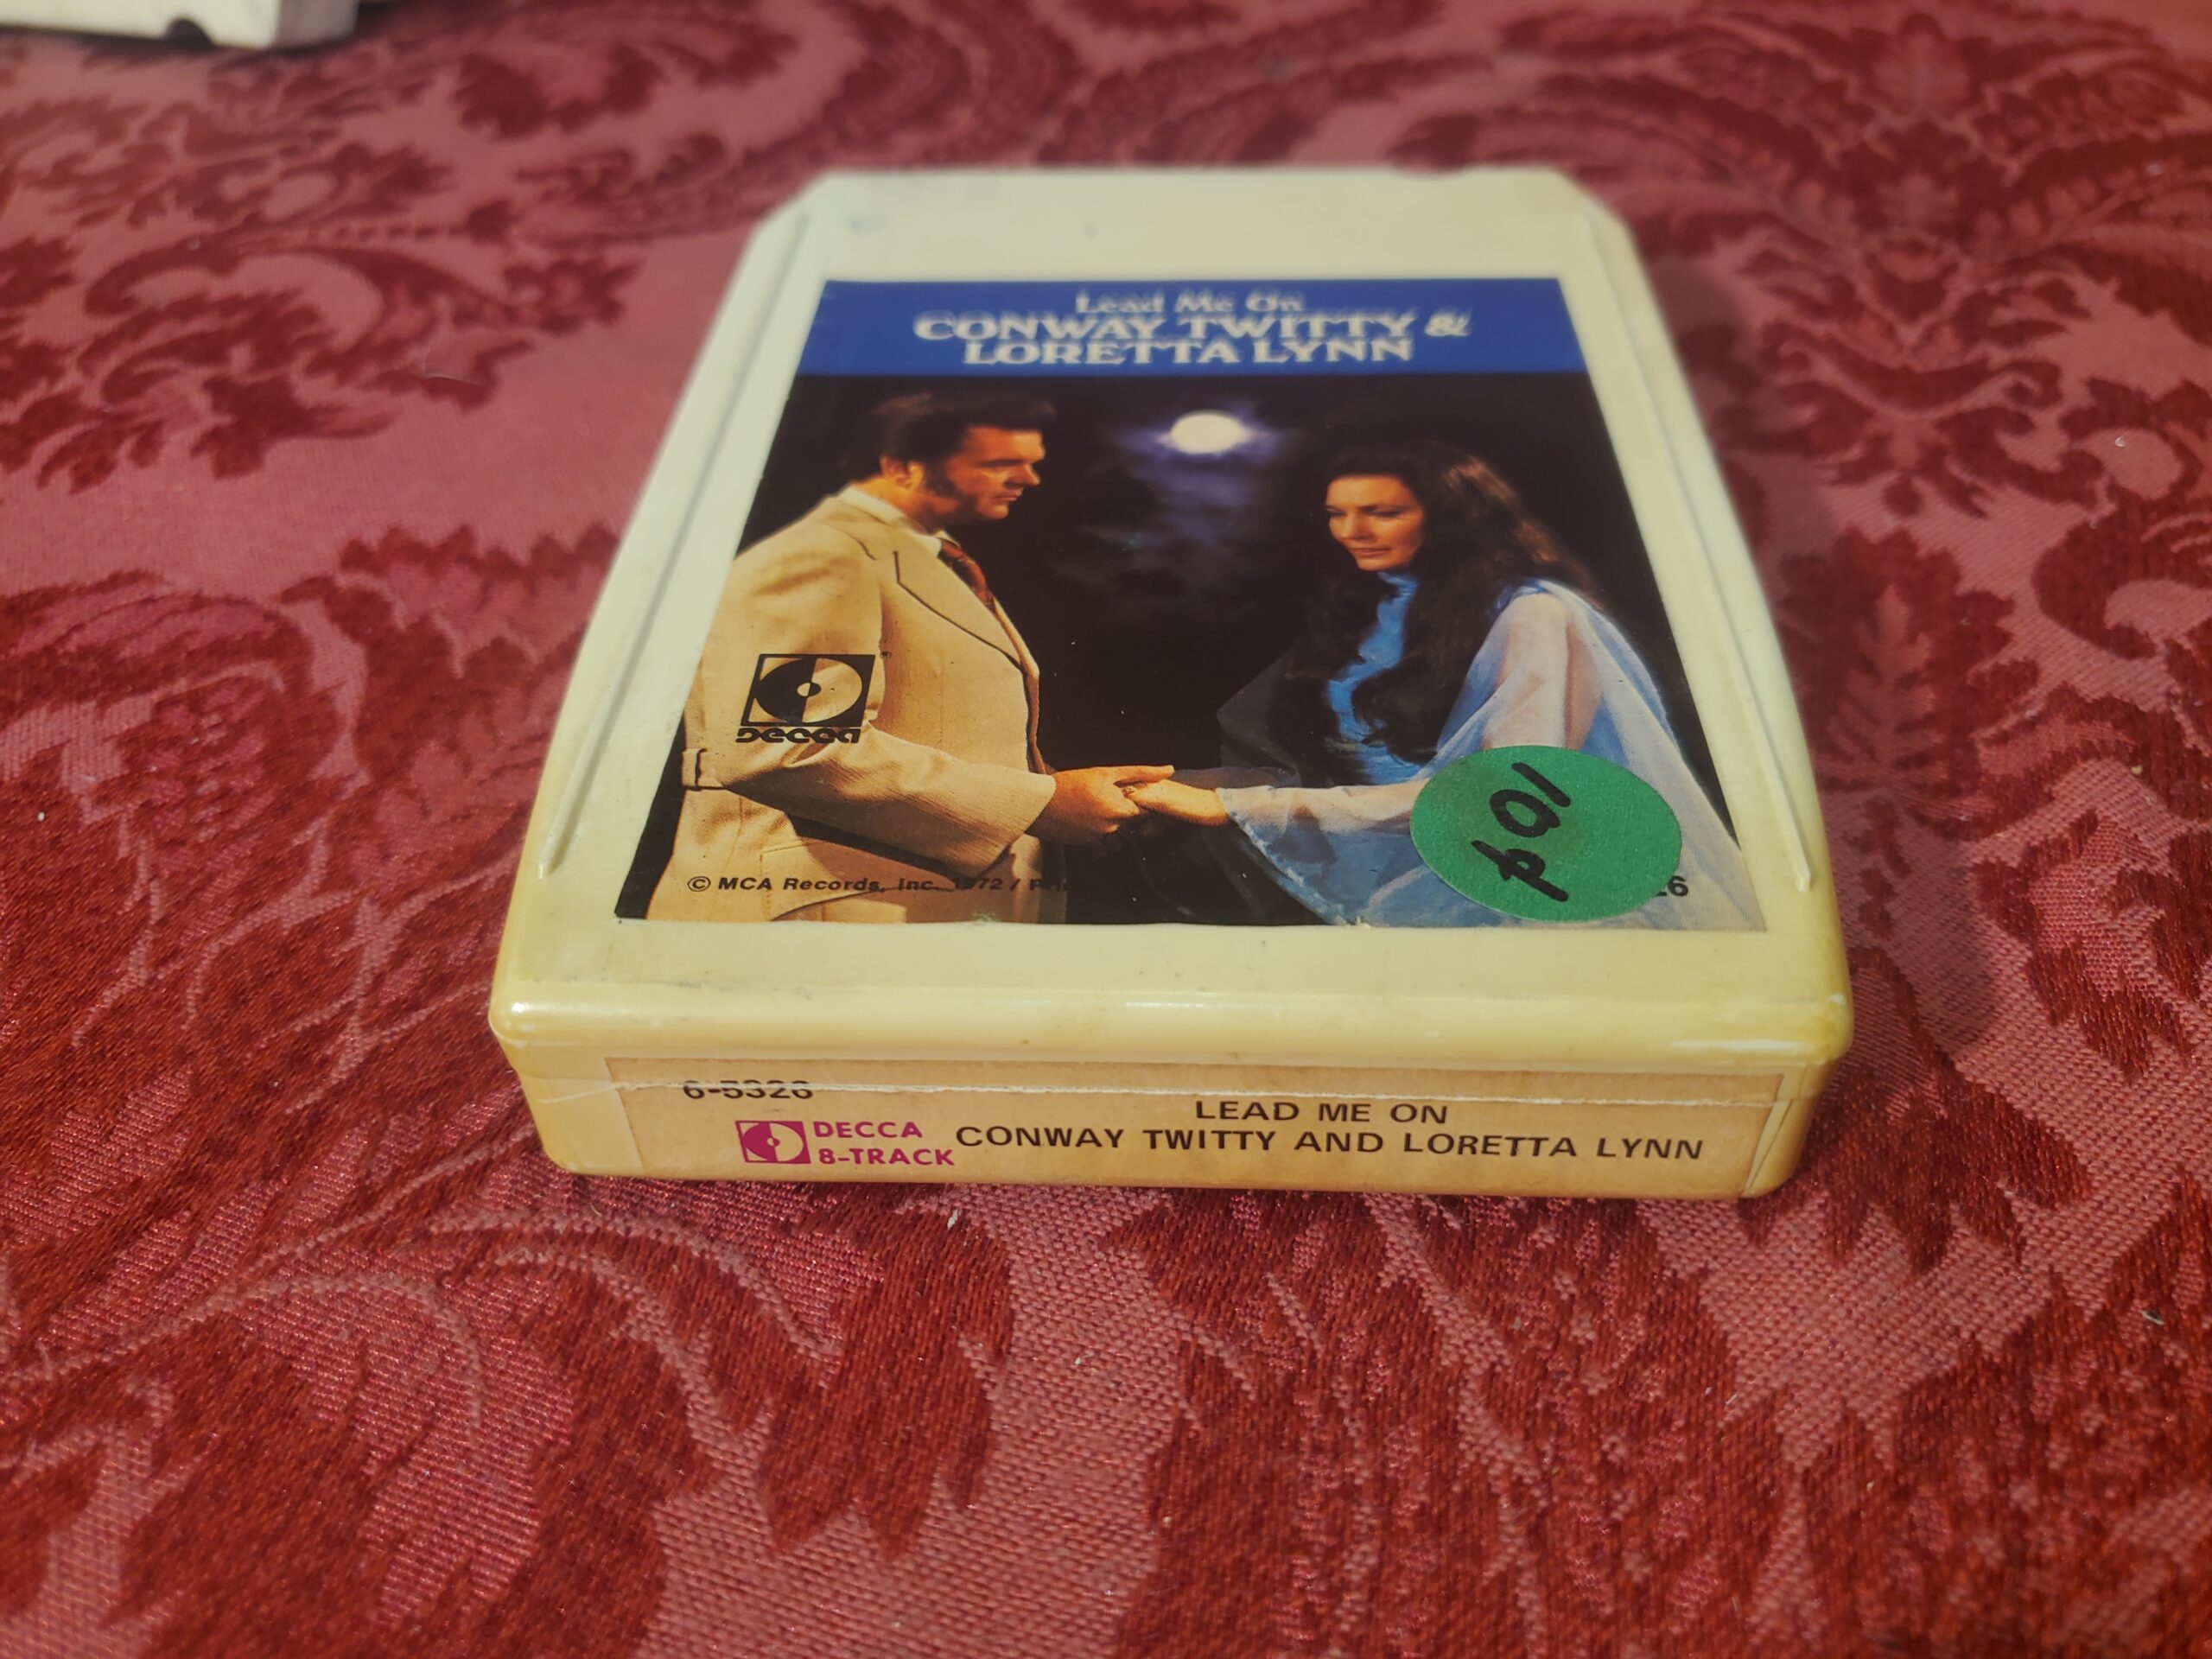 Lead Me On
CONWAY TWITTY &
LORETTA LYNN
DECCA
© MCA Records, Inc. 1972 /
6-5326
LEAD ME ON
DECCA
CONWAY TWITTY AND LORETTA LYNN
8-TRACK